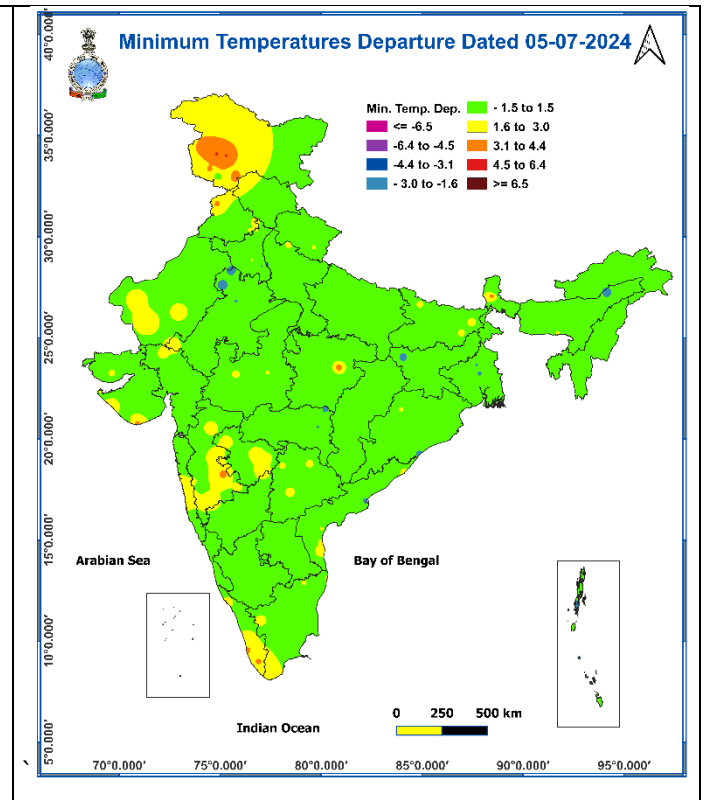 Minimum Temperatures Departure Dated 05-07-2024
Min. Temp. Dep.
<= -6.5
-6.4 to -4.5
-4.4 to -3.1
- 3.0 to -1.6
- 1.5 to 1.5
1.6 to 3.0
3.1 to 4.4
4.5 to 6.4
>= 6.5
40°0.000'
35°0.000'
30°0.000'
25°0.000'
20°0.000'
15°0.000'
10°0.000'
5°0.000'
Arabian Sea
Bay of Bengal
Indian Ocean
0 250 500 km
70°0.000' 75°0.000' 80°0.000' 85°0.000' 90°0.000' 95°0.000'
`